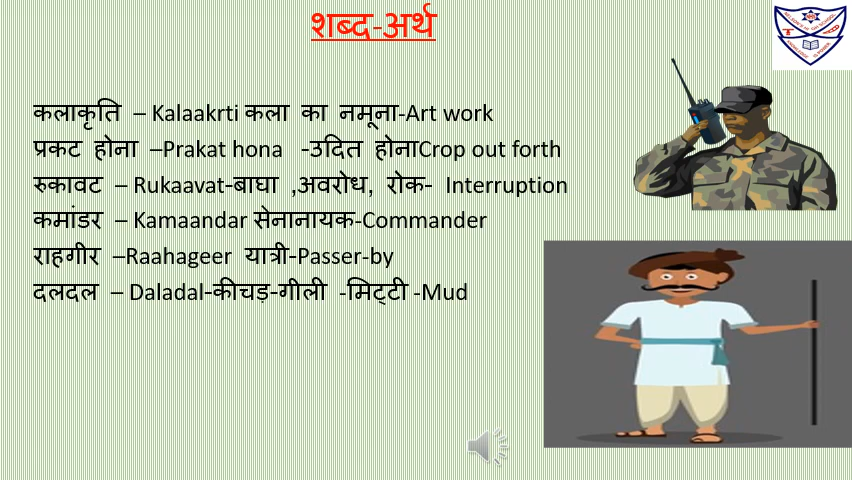 शब्द-अर्थ
कलाकृति – Kalaakrti कला का नमूना-Art work
प्रकट होना –Prakat hona -उदित होनाCrop out forth
रुकावट – Rukaavat-बाघा ,अवरोध, रोक- Interruption
कमांडर – Kamaandar सेनानायक-Commander
राहगीर –Raahageer यात्री-Passer-by
दलदल – Daladal-कीचड़-गीली -मिट्टी -Mud